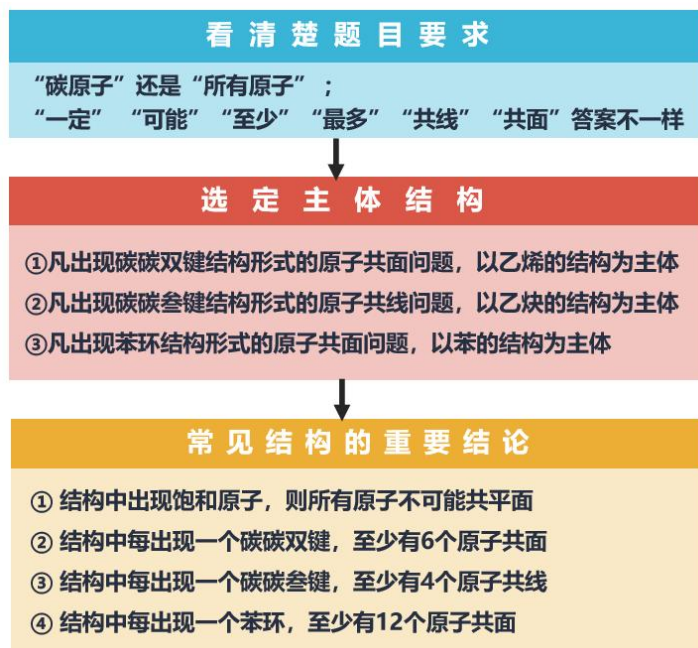 看清楚题目要求
“碳原子”还是“所有原子”；
“一定” “可能” “至少” “最多” “共线” “共面”答案不一样
选定主体结构
①凡出现碳碳双键结构形式的原子共面问题，以乙烯的结构为主体
②凡出现碳碳叁键结构形式的原子共线问题，以乙炔的结构为主体
③凡出现苯环结构形式的原子共面问题，以苯的结构为主体
常见结构的重要结论
① 结构中出现饱和原子，则所有原子不可能共平面
② 结构中每出现一个碳碳双键，至少有6个原子共面
③ 结构中每出现一个碳碳叁键，至少有4个原子共线
④ 结构中每出现一个苯环，至少有12个原子共面